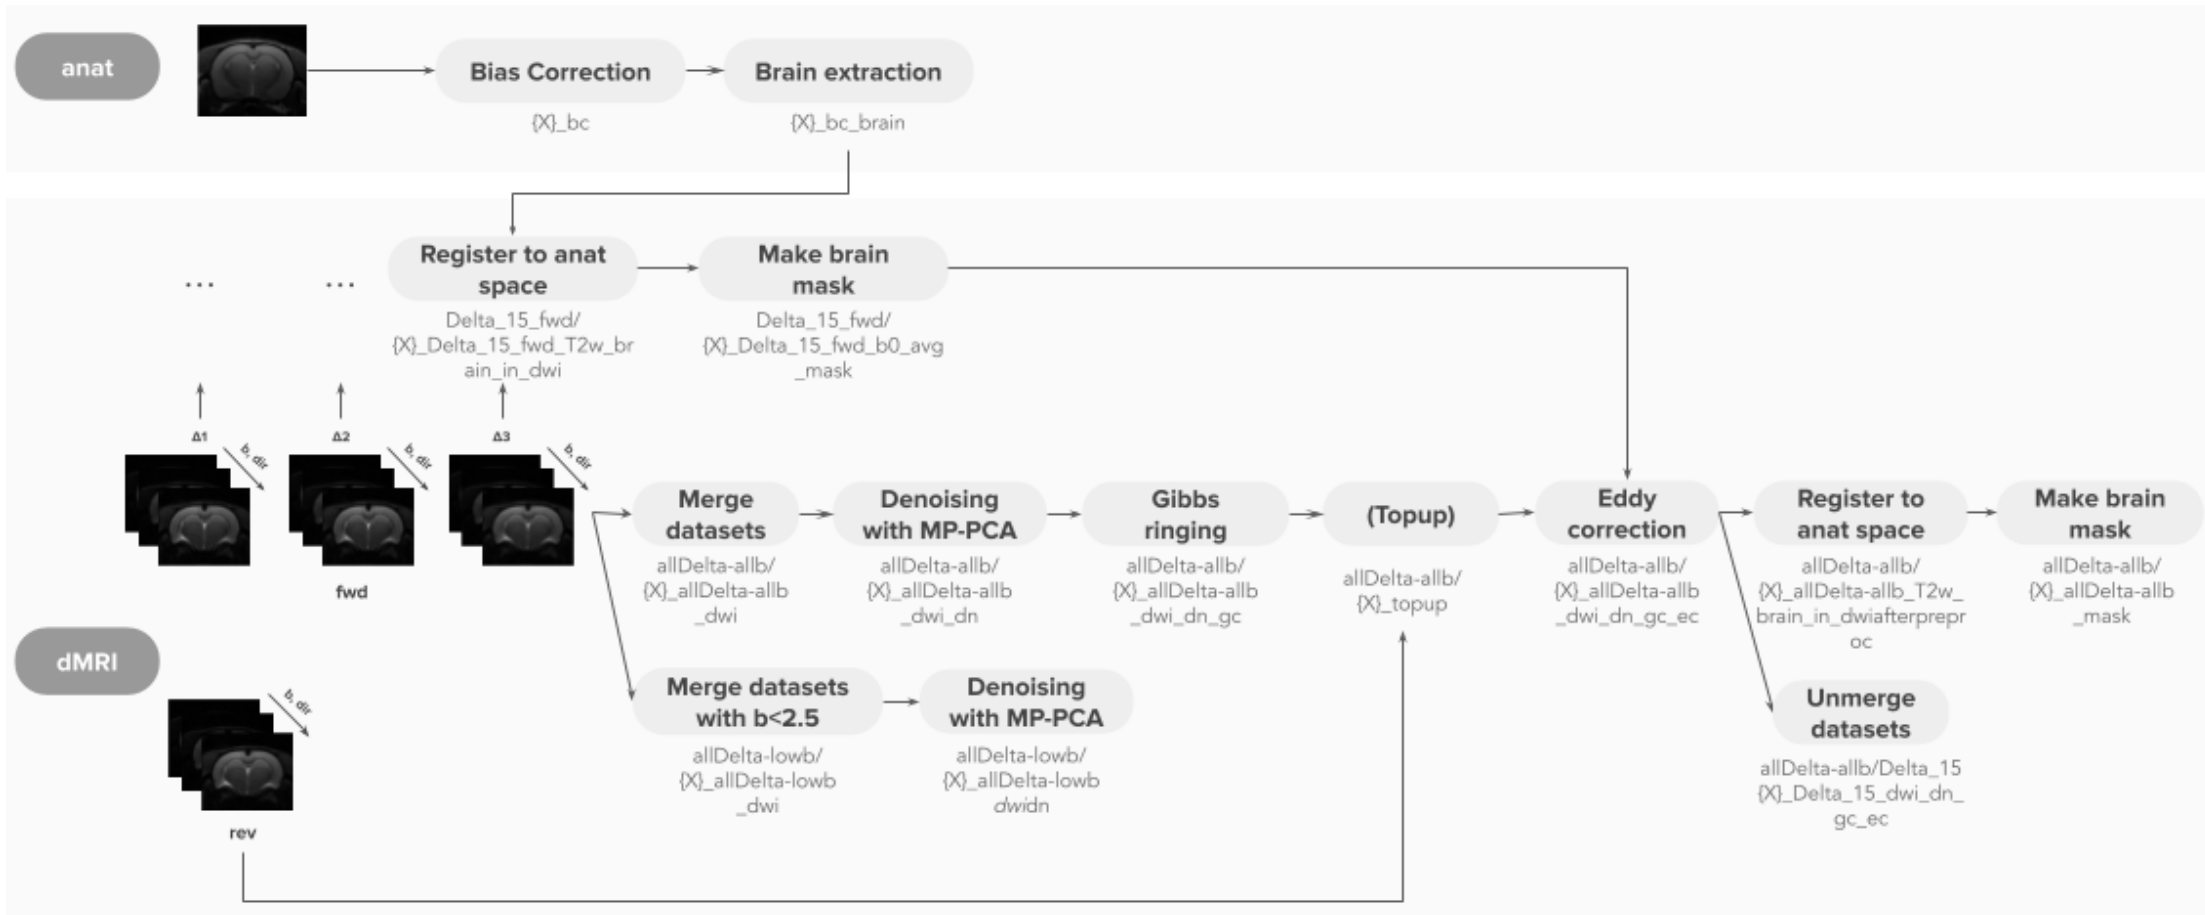 anat
Bias Correction
{X}_bc
Brain extraction
{X}_bc_brain
...
...
Register to anat
space
Delta_15_fwd/
{X}_Delta_15_fwd_T2w_br
ain_in_dwi
Make brain
mask
Delta_15_fwd/
{X}_Delta_15_fwd_b0_avg
_mask
Δ1
b, dir
Δ2
b, dir
Δ3
b, dir
fwd
Merge
datasets
allDelta-allb/
{X}_allDelta-allb
_dwi
Denoising
with MP-PCA
allDelta-allb/
{X}_allDelta-allb
_dwi_dn
Gibbs
ringing
allDelta-allb/
{X}_allDelta-allb
_dwi_dn_gc
(Topup)
allDelta-allb/
{X}_topup
Eddy
correction
allDelta-allb/
{X}_allDelta-allb
_dwi_dn_gc_ec
Register to
anat space
allDelta-allb/
{X}_allDelta-allb_T2w_
brain_in_dwiafterprepr
oc
Make brain
mask
allDelta-allb/
{X}_allDelta-allb
_mask
dMRI
b, dir
rev
Merge datasets
with b<2.5
allDelta-lowb/
{X}_allDelta-lowb
_dwi
Denoising
with MP-PCA
allDelta-lowb/
{X}_allDelta-lowb
dwidn
Unmerge
datasets
allDelta-allb/Delta_15
{X}_Delta_15_dwi_dn_
gc_ec